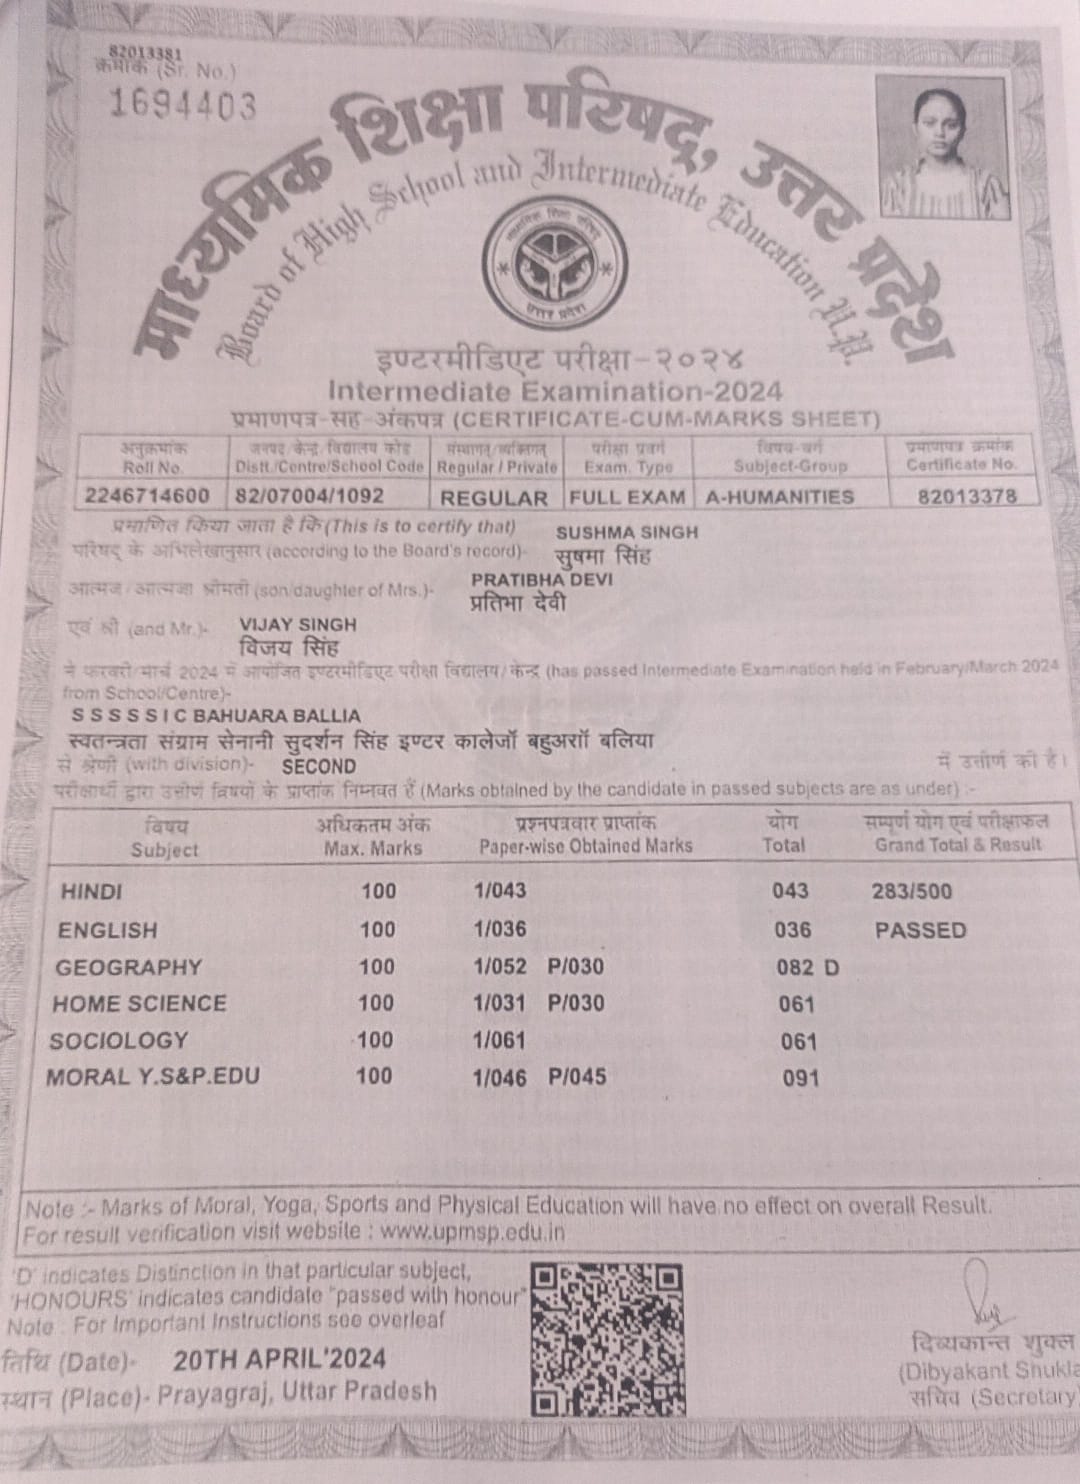 82013381
क्रमांक (Sr. No.)
1694403
माध्यमिक शिक्षा परिषद्, उत्तर प्रदेश
Board of High School and Intermediate Education U.P.
माध्यमिक शिक्षा परिषद्
उत्तर प्रदेश
इण्टरमीडिएट परीक्षा-२०२४
Intermediate Examination-2024
प्रमाणपत्र-सह-अंकपत्र (CERTIFICATE-CUM-MARKS SHEET)
अनुक्रमांक जनपद/केन्द्र/विद्यालय कोड संस्थागत/व्यक्तिगत परीक्षा प्रवर्ग विषय-वर्ग प्रमाणपत्र क्रमांक
Roll No. Distt./Centre/School Code Regular / Private Exam. Type Subject-Group Certificate No.
2246714600 82/07004/1092 REGULAR FULL EXAM A-HUMANITIES 82013378
प्रमाणित किया जाता है कि (This is to certify that) SUSHMA SINGH
परिषद् के अभिलेखानुसार (according to the Board's record)- सुषमा सिंह
PRATIBHA DEVI
आत्मज/आत्मजा श्रीमती (son/daughter of Mrs.)- प्रतिभा देवी
एवं श्री (and Mr.)- VIJAY SINGH
विजय सिंह
ने फरवरी/मार्च 2024 में आयोजित इण्टरमीडिएट परीक्षा विद्यालय/केन्द्र (has passed Intermediate Examination held in February/March 2024
from School/Centre)-
S S S S S I C BAHUARA BALLIA
स्वतन्त्रता संग्राम सेनानी सुदर्शन सिंह इण्टर कालेजॉ बहुअरॉ बलिया
से श्रेणी (with division)- SECOND में उत्तीर्ण की है।
परीक्षार्थी द्वारा उत्तीर्ण विषयों के प्राप्तांक निम्नवत हैं (Marks obtained by the candidate in passed subjects are as under) :-
विषय अधिकतम अंक प्रश्नपत्रवार प्राप्तांक योग सम्पूर्ण योग एवं परीक्षाफल
Subject Max. Marks Paper-wise Obtained Marks Total Grand Total & Result
HINDI 100 1/043 043 283/500
ENGLISH 100 1/036 036 PASSED
GEOGRAPHY 100 1/052 P/030 082 D
HOME SCIENCE 100 1/031 P/030 061
SOCIOLOGY 100 1/061 061
MORAL Y.S&P.EDU 100 1/046 P/045 091
Note :- Marks of Moral, Yoga, Sports and Physical Education will have no effect on overall Result.
For result verification visit website : www.upmsp.edu.in
'D' indicates Distinction in that particular subject,
'HONOURS' indicates candidate "passed with honour"
Note : For Important Instructions see overleaf
तिथि (Date)- 20TH APRIL'2024
स्थान (Place)- Prayagraj, Uttar Pradesh
दिव्यकान्त शुक्ल
(Dibyakant Shukla
सचिव (Secretary)